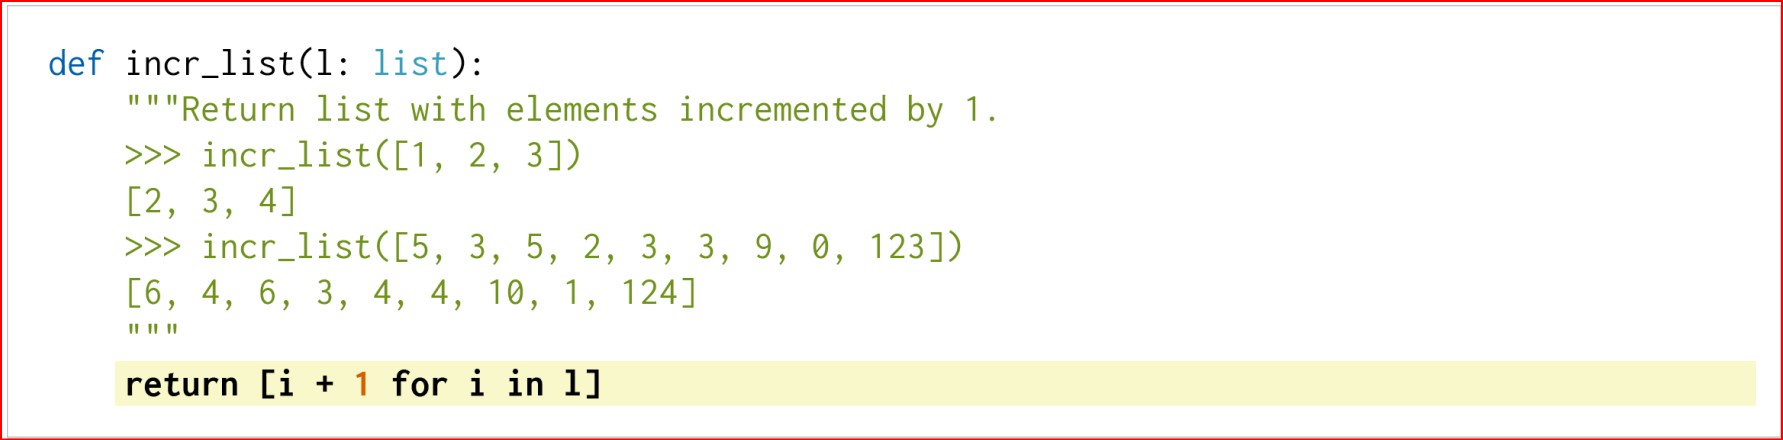 def incr_list(l: list):
    """Return list with elements incremented by 1.
    >>> incr_list([1, 2, 3])
    [2, 3, 4]
    >>> incr_list([5, 3, 5, 2, 3, 3, 9, 0, 123])
    [6, 4, 6, 3, 4, 4, 10, 1, 124]
    """
    return [i + 1 for i in l]